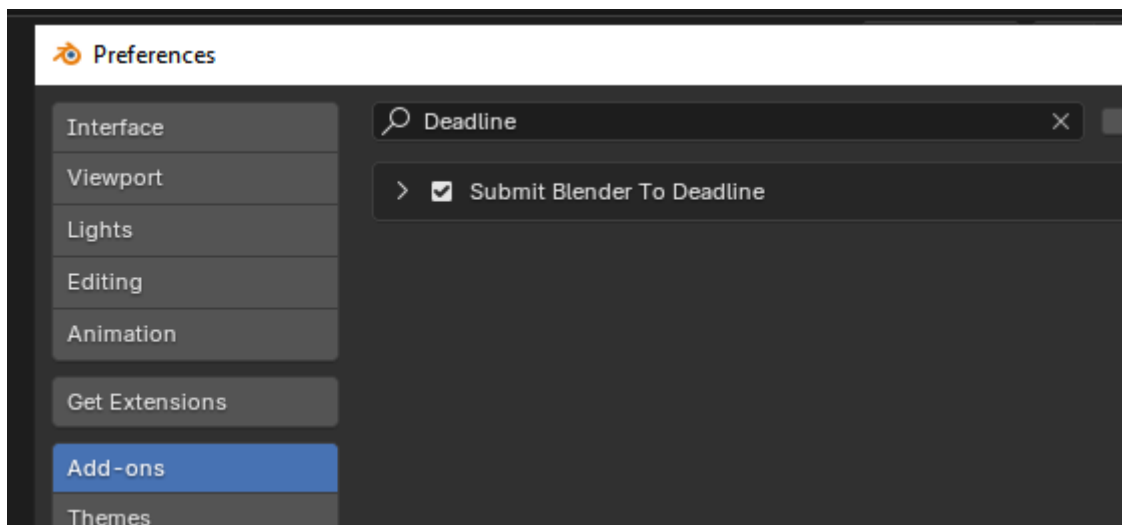 Preferences
Interface
Viewport
Lights
Editing
Animation
Get Extensions
Add-ons
Themes
Deadline
Submit Blender To Deadline